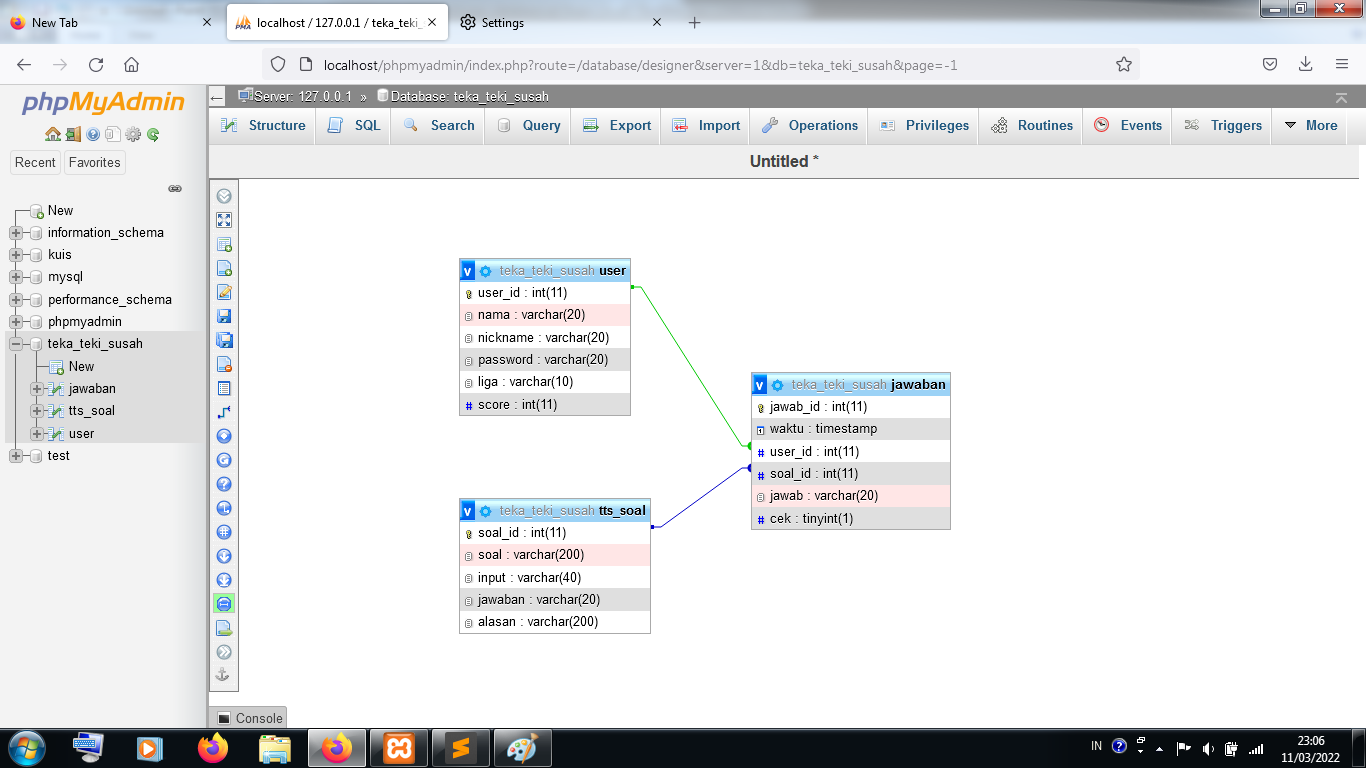 New Tab
localhost / 127.0.0.1 / teka_teki_
Settings
localhost/phpmyadmin/index.php?route=/database/designer&server=1&db=teka_teki_susah&page=-1
phpMyAdmin
Recent
Favorites
New
information_schema
kuis
mysql
performance_schema
phpmyadmin
teka_teki_susah
New
jawaban
tts_soal
user
test
Server: 127.0.0.1 » Database: teka_teki_susah
Structure
SQL
Search
Query
Export
Import
Operations
Privileges
Routines
Events
Triggers
More
Untitled *
v teka_teki_susah user
user_id : int(11)
nama : varchar(20)
nickname : varchar(20)
password : varchar(20)
liga : varchar(10)
# score : int(11)
v teka_teki_susah jawaban
jawab_id : int(11)
waktu : timestamp
# user_id : int(11)
# soal_id : int(11)
jawab : varchar(20)
# cek : tinyint(1)
v teka_teki_susah tts_soal
soal_id : int(11)
soal : varchar(200)
input : varchar(40)
jawaban : varchar(20)
alasan : varchar(200)
Console
IN
23:06
11/03/2022